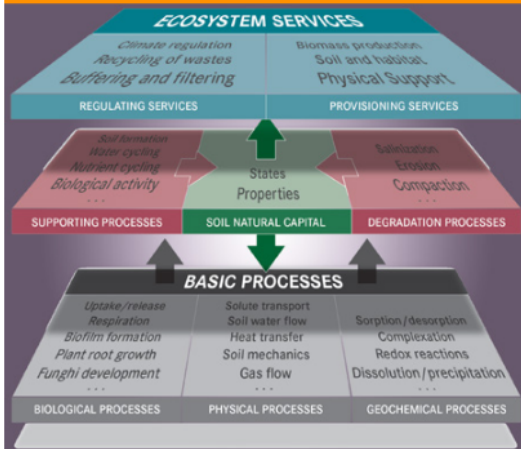 ECOSYSTEM SERVICES
Climate regulation
Recycling of wastes
Buffering and filtering
Biomass production
Soil and habitat
Physical Support
REGULATING SERVICES
PROVISIONING SERVICES
Soil formation
Water cycling
Nutrient cycling
Biological activity
...
States
Properties
Salinisation
Erosion
Compaction
...
SUPPORTING PROCESSES
SOIL NATURAL CAPITAL
DEGRADATION PROCESSES
BASIC PROCESSES
Uptake/release
Respiration
Biofilm formation
Plant root growth
Funghi development
...
Solute transport
Soil water flow
Heat transfer
Soil mechanics
Gas flow
...
Sorption/desorption
Complexation
Redox reactions
Dissolution/precipitation
...
BIOLOGICAL PROCESSES
PHYSICAL PROCESSES
GEOCHEMICAL PROCESSES